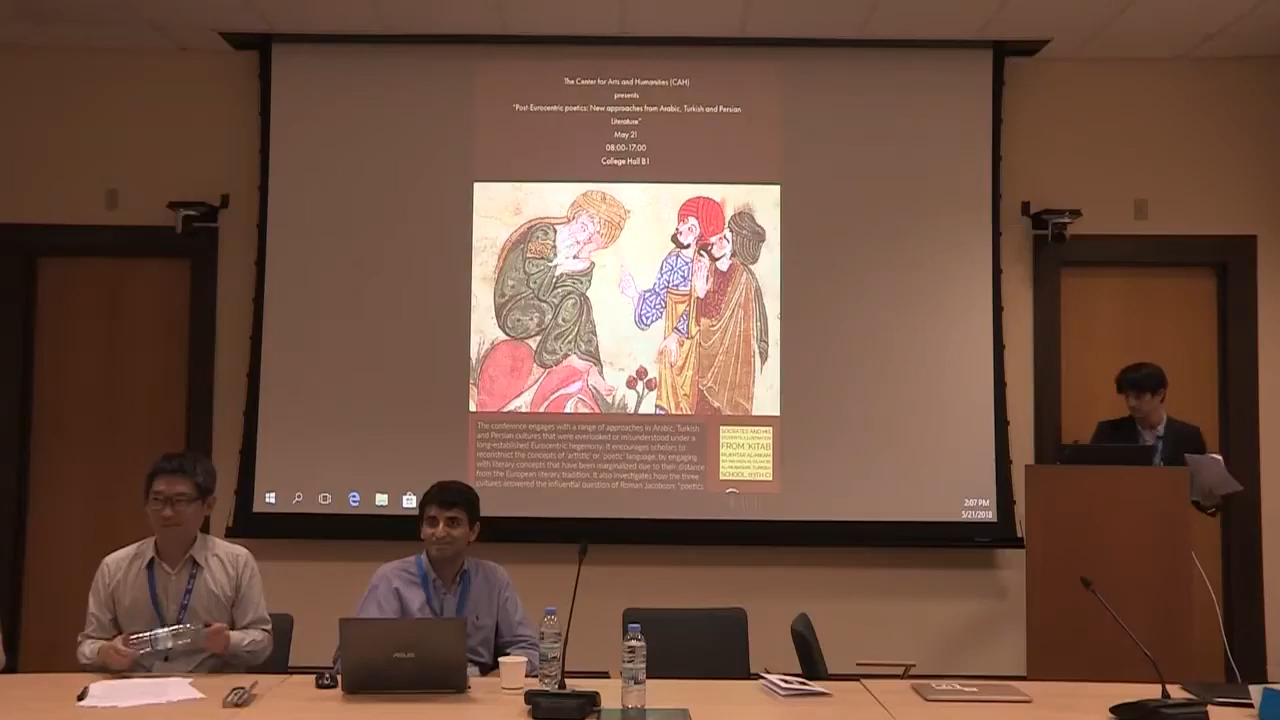 The Center for Arts and Humanities (CAH)
presents
"Post-Eurocentric poetics: New approaches from Arabic, Turkish and Persian
Literature"
May 21
08:00-17:00
College Hall B1
The conference engages with a range of approaches in Arabic, Turkish
and Persian cultures that were overlooked or misunderstood under a
long-established Eurocentric hegemony. It encourages scholars to
reconstruct the concepts of 'artistic' or 'poetic' language, by engaging
with literary concepts that have been marginalized due to their distance
from the European literary tradition. It also investigates how the three
cultures answered the influential question of Roman Jacobson: "poetics
SOCRATES AND HIS
STUDENTS, ILLUSTRATION
FROM 'KITAB
MUKHTAR AL-HIKAM
SCHOOL, 13TH C)
2:07 PM
5/21/2018
ASUS